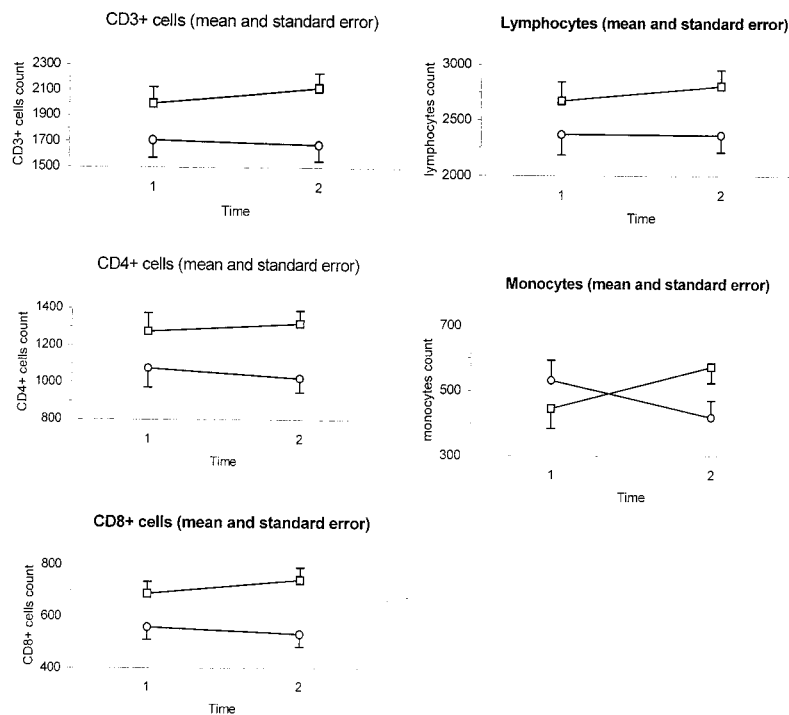 CD3+ cells (mean and standard error)
CD3+ cells count
2300
2100
1900
1700
1500
1
2
Time
Lymphocytes (mean and standard error)
lymphocytes count
3000
2500
2000
1
2
Time
CD4+ cells (mean and standard error)
CD4+ cells count
1400
1200
1000
800
1
2
Time
Monocytes (mean and standard error)
monocytes count
700
500
300
1
2
Time
CD8+ cells (mean and standard error)
CD8+ cells count
800
600
400
1
2
Time